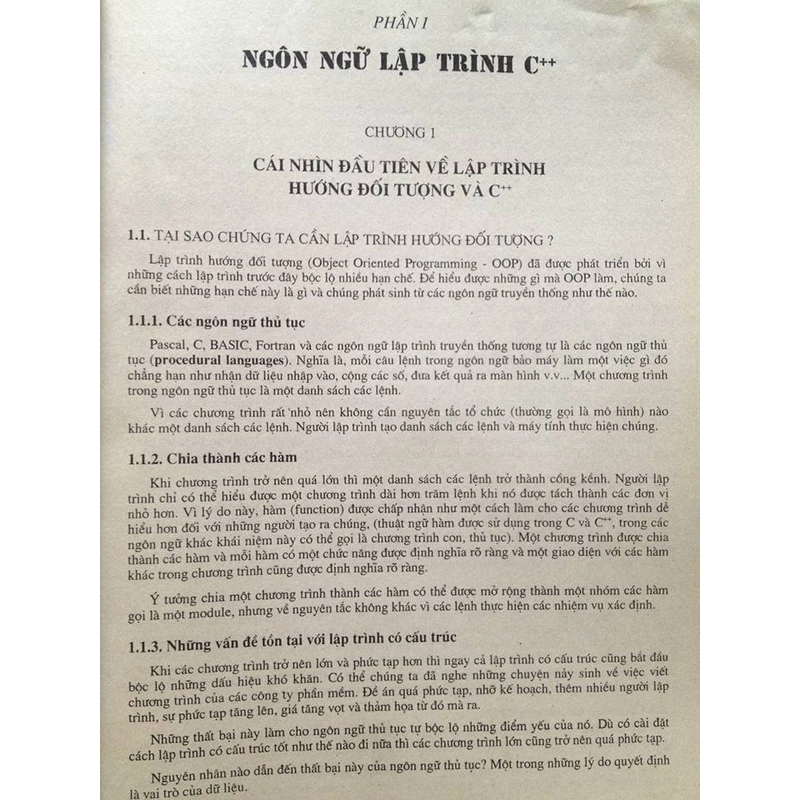 PHẦN I
NGÔN NGỮ LẬP TRÌNH C++
CHƯƠNG 1
CÁI NHÌN ĐẦU TIÊN VỀ LẬP TRÌNH
HƯỚNG ĐỐI TƯỢNG VÀ C++
1.1. TẠI SAO CHÚNG TA CẦN LẬP TRÌNH HƯỚNG ĐỐI TƯỢNG ?
Lập trình hướng đối tượng (Object Oriented Programming - OOP) đã được phát triển bởi vì
những cách lập trình trước đây bộc lộ nhiều hạn chế. Để hiểu được những gì mà OOP làm, chúng ta
cần biết những hạn chế này là gì và chúng phát sinh từ các ngôn ngữ truyền thống như thế nào.
1.1.1. Các ngôn ngữ thủ tục
Pascal, C, BASIC, Fortran và các ngôn ngữ lập trình truyền thống tương tự là các ngôn ngữ thủ
tục (procedural languages). Nghĩa là, mỗi câu lệnh trong ngôn ngữ bảo máy làm một việc gì đó
chẳng hạn như nhận dữ liệu nhập vào, cộng các số, đưa kết quả ra màn hình v.v... Một chương trình
trong ngôn ngữ thủ tục là một danh sách các lệnh.
Vì các chương trình rất nhỏ nên không cần nguyên tắc tổ chức (thường gọi là mô hình) nào
khác một danh sách các lệnh. Người lập trình tạo danh sách các lệnh và máy tính thực hiện chúng.
1.1.2. Chia thành các hàm
Khi chương trình trở nên quá lớn thì một danh sách các lệnh trở thành cồng kềnh. Người lập
trình chỉ có thể hiểu được một chương trình dài hơn trăm lệnh khi nó được tách thành các đơn vị
nhỏ hơn. Vì lý do này, hàm (function) được chấp nhận như một cách làm cho các chương trình dễ
hiểu hơn đối với những người tạo ra chúng, (thuật ngữ hàm được sử dụng trong C và C++, trong các
ngôn ngữ khác khái niệm này có thể gọi là chương trình con, thủ tục). Một chương trình được chia
thành các hàm và mỗi hàm có một chức năng được định nghĩa rõ ràng và một giao diện với các hàm
khác trong chương trình cũng được định nghĩa rõ ràng.
Ý tưởng chia một chương trình thành các hàm có thể được mở rộng thành một nhóm các hàm
gọi là một module, nhưng về nguyên tắc không khác vì các lệnh thực hiện các nhiệm vụ xác định.
1.1.3. Những vấn đề tồn tại với lập trình có cấu trúc
Khi các chương trình trở nên lớn và phức tạp hơn thì ngay cả lập trình có cấu trúc cũng bắt đầu
bộc lộ những dấu hiệu khó khăn. Có thể chúng ta đã nghe những chuyện nảy sinh về việc viết
chương trình của các công ty phần mềm. Đề án quá phức tạp, nhỡ kế hoạch, thêm nhiều người lập
trình, sự phức tạp tăng lên, giá tăng vọt và thảm họa từ đó mà ra.
Những thất bại này làm cho ngôn ngữ thủ tục tự bộc lộ những điểm yếu của nó. Dù có cài đặt
cách lập trình có cấu trúc tốt như thế nào đi nữa thì các chương trình lớn cũng trở nên quá phức tạp.
Nguyên nhân nào dẫn đến thất bại này của ngôn ngữ thủ tục? Một trong những lý do quyết định
là vai trò của dữ liệu.